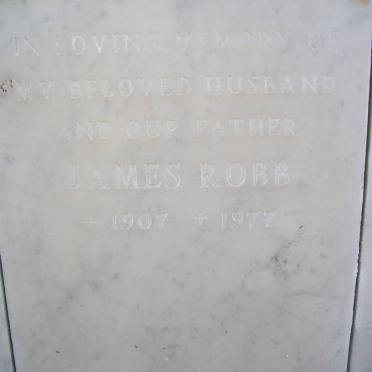 IN LOVING MEMORY OF
MY BELOVED HUSBAND
AND OUR FATHER
JAMES ROBB
+ 1907 ✝ 1977